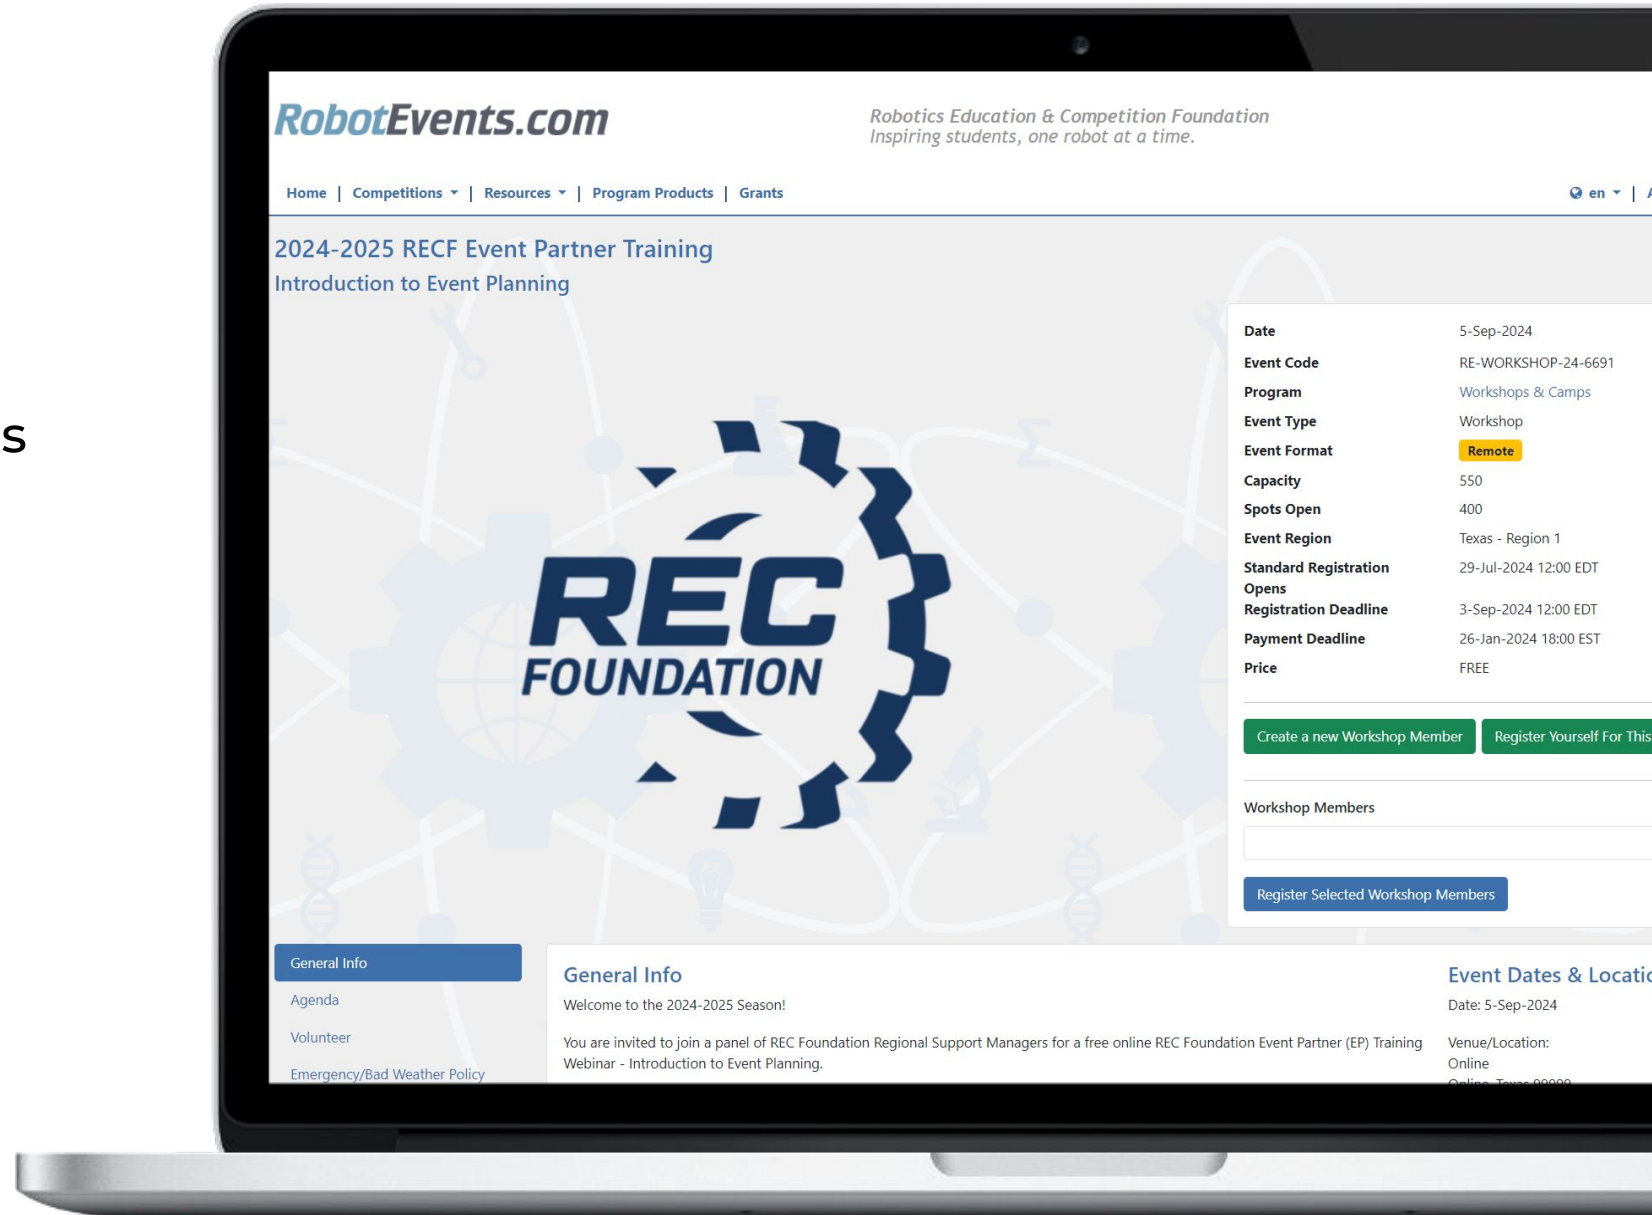 s
RobotEvents.com
Robotics Education & Competition Foundation
Inspiring students, one robot at a time.
Home | Competitions | Resources | Program Products | Grants
en |
2024-2025 RECF Event Partner Training
Introduction to Event Planning
REC
FOUNDATION
Date 5-Sep-2024
Event Code RE-WORKSHOP-24-6691
Program Workshops & Camps
Event Type Workshop
Event Format Remote
Capacity 550
Spots Open 400
Event Region Texas - Region 1
Standard Registration 29-Jul-2024 12:00 EDT
Opens
Registration Deadline 3-Sep-2024 12:00 EDT
Payment Deadline 26-Jan-2024 18:00 EST
Price FREE
Create a new Workshop Member Register Yourself For This
Workshop Members
Register Selected Workshop Members
General Info
Agenda
Volunteer
Emergency/Bad Weather Policy
General Info
Welcome to the 2024-2025 Season!
You are invited to join a panel of REC Foundation Regional Support Managers for a free online REC Foundation Event Partner (EP) Training
Webinar - Introduction to Event Planning.
Event Dates & Locatio
Date: 5-Sep-2024
Venue/Location:
Online
Online, Texas 99999